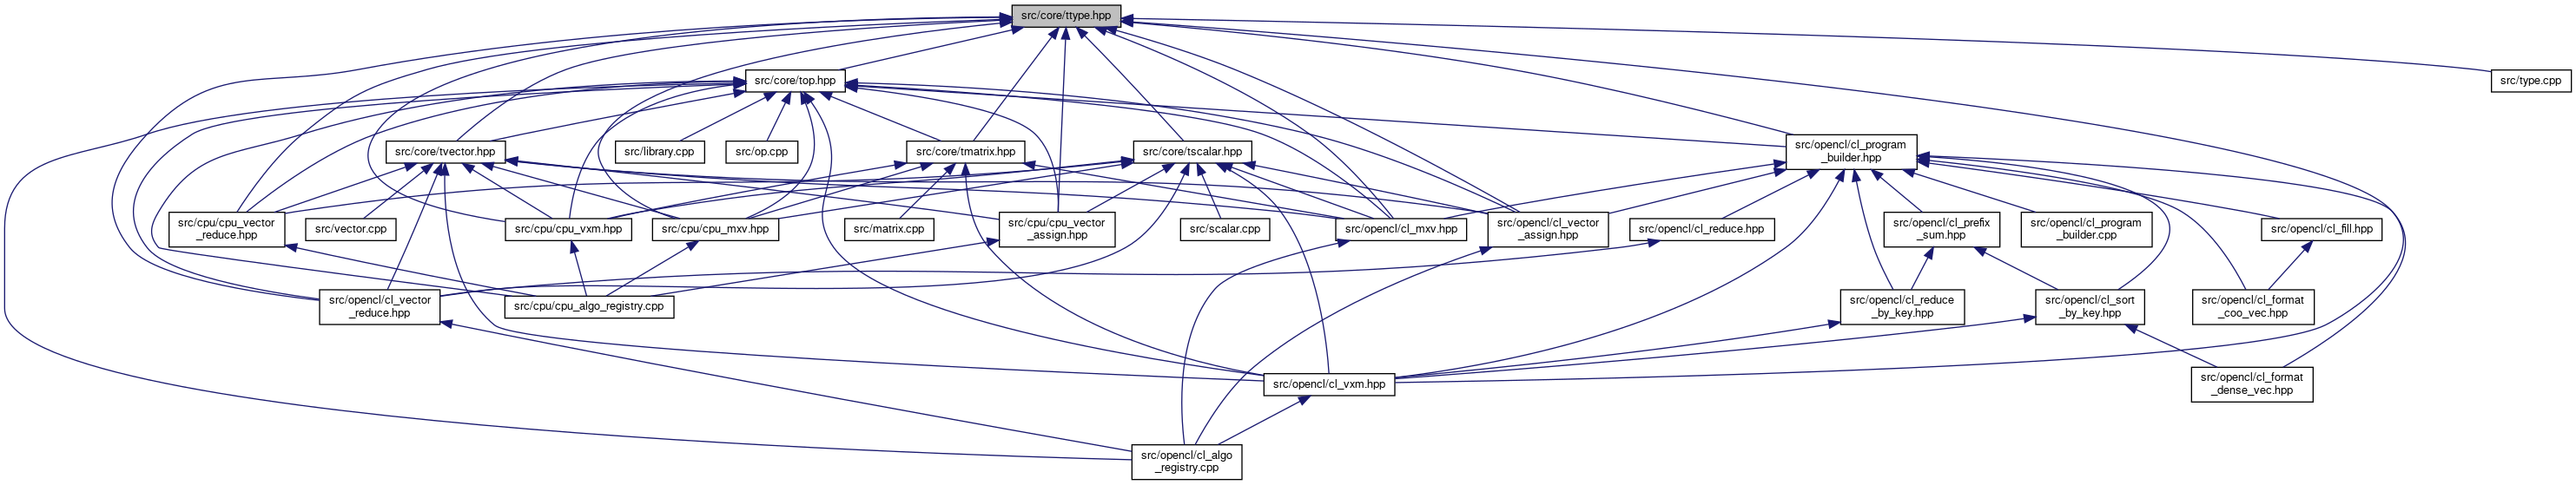 src/core/ttype.hpp
src/core/top.hpp
src/type.cpp
src/core/tvector.hpp
src/library.cpp
src/op.cpp
src/core/tmatrix.hpp
src/core/tscalar.hpp
src/opencl/cl_program
_builder.hpp
src/cpu/cpu_vector
_reduce.hpp
src/vector.cpp
src/cpu/cpu_vxm.hpp
src/cpu/cpu_mxv.hpp
src/matrix.cpp
src/cpu/cpu_vector
_assign.hpp
src/scalar.cpp
src/opencl/cl_mxv.hpp
src/opencl/cl_vector
_assign.hpp
src/opencl/cl_reduce.hpp
src/opencl/cl_prefix
_sum.hpp
src/opencl/cl_program
_builder.cpp
src/opencl/cl_fill.hpp
src/opencl/cl_vector
_reduce.hpp
src/cpu/cpu_algo_registry.cpp
src/opencl/cl_reduce
_by_key.hpp
src/opencl/cl_sort
_by_key.hpp
src/opencl/cl_format
_coo_vec.hpp
src/opencl/cl_vxm.hpp
src/opencl/cl_format
_dense_vec.hpp
src/opencl/cl_algo
_registry.cpp